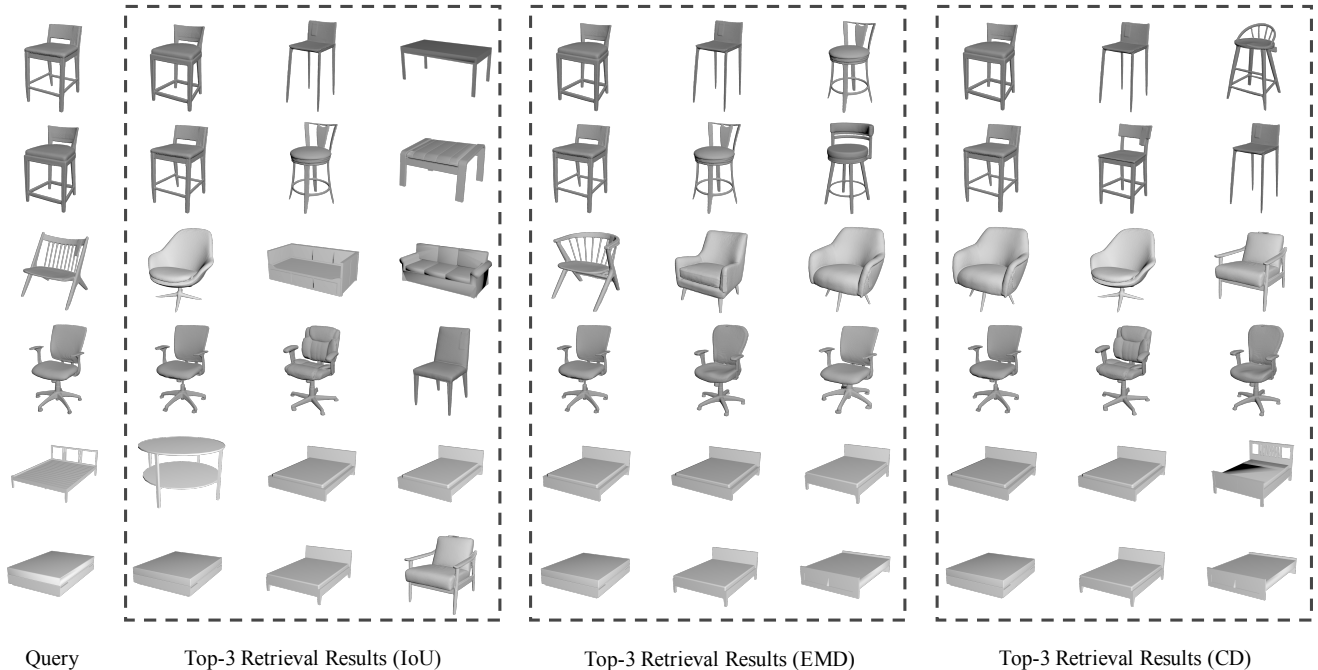 Query
Top-3 Retrieval Results (IoU)
Top-3 Retrieval Results (EMD)
Top-3 Retrieval Results (CD)